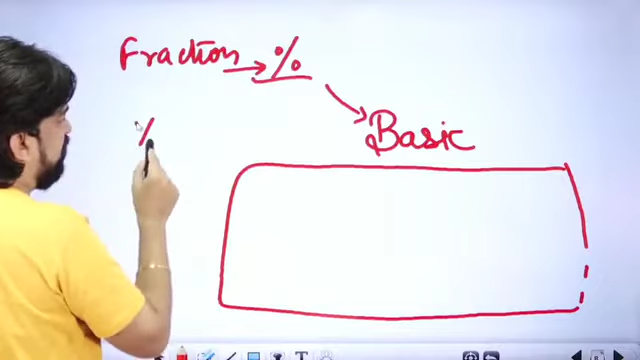 Fraction → %
Basic
/
T